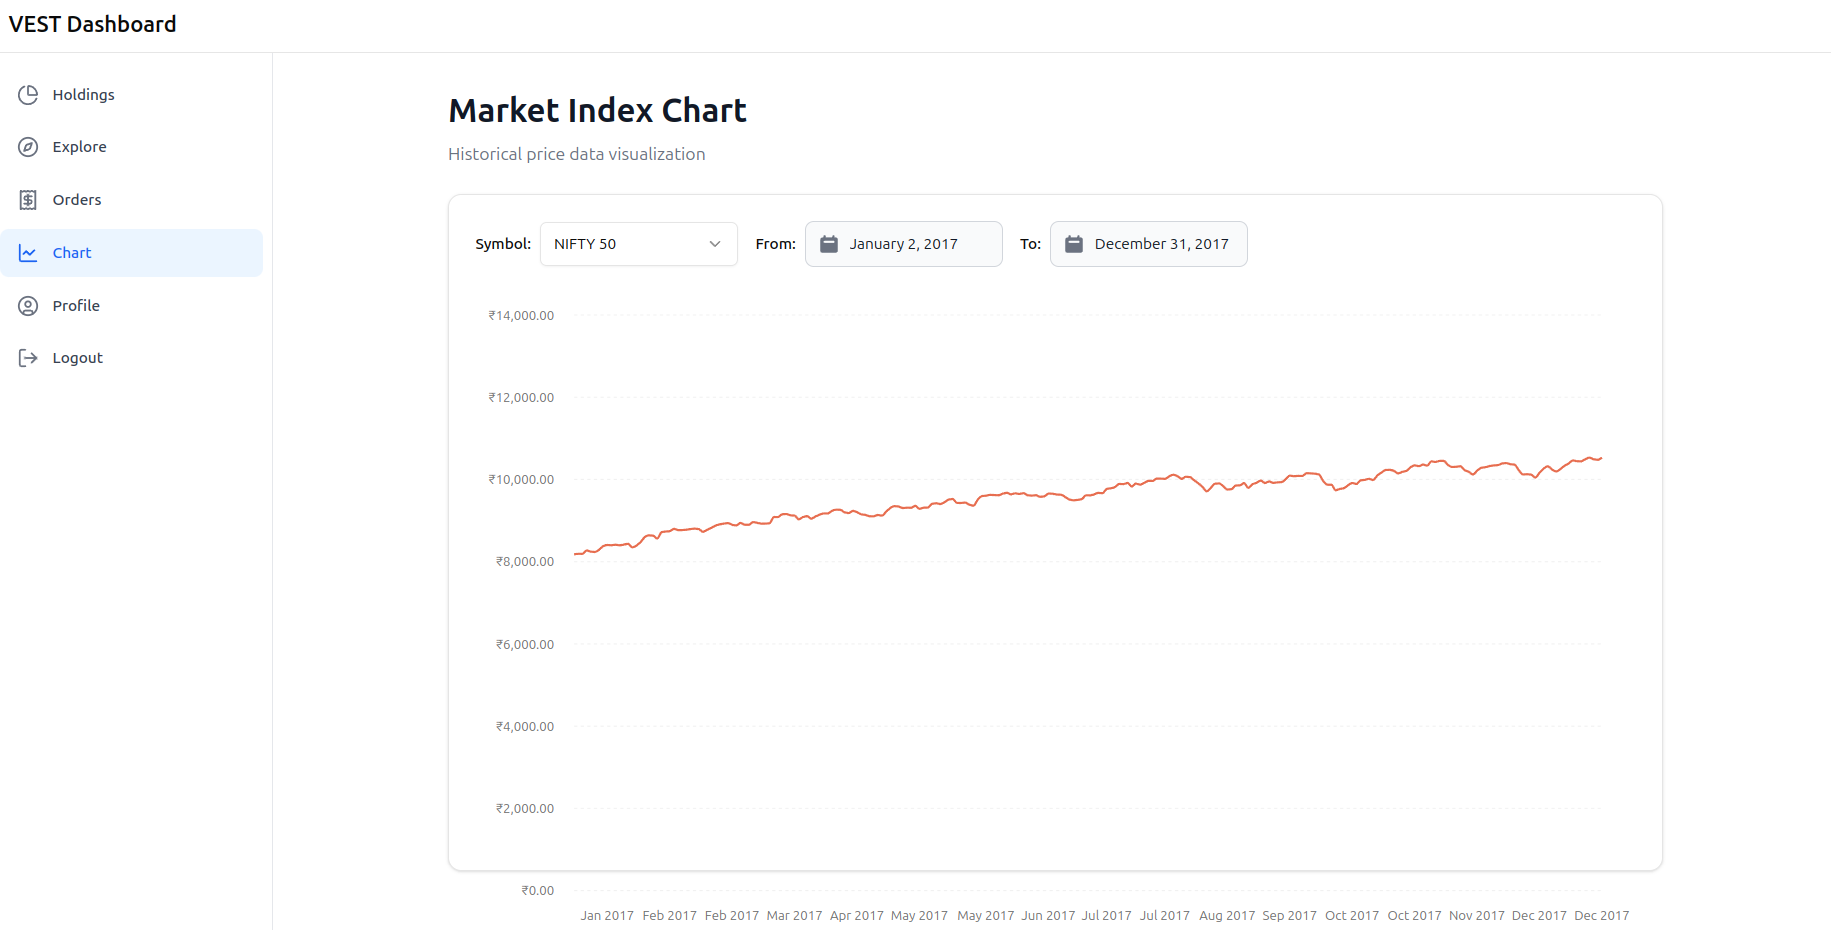 VEST Dashboard
Holdings
Explore
Orders
Chart
Profile
Logout
Market Index Chart
Historical price data visualization
Symbol: NIFTY 50 From: January 2, 2017 To: December 31, 2017
₹14,000.00
₹12,000.00
₹10,000.00
₹8,000.00
₹6,000.00
₹4,000.00
₹2,000.00
₹0.00
Jan 2017 Feb 2017 Feb 2017 Mar 2017 Apr 2017 May 2017 May 2017 Jun 2017 Jul 2017 Jul 2017 Aug 2017 Sep 2017 Oct 2017 Oct 2017 Nov 2017 Dec 2017 Dec 2017